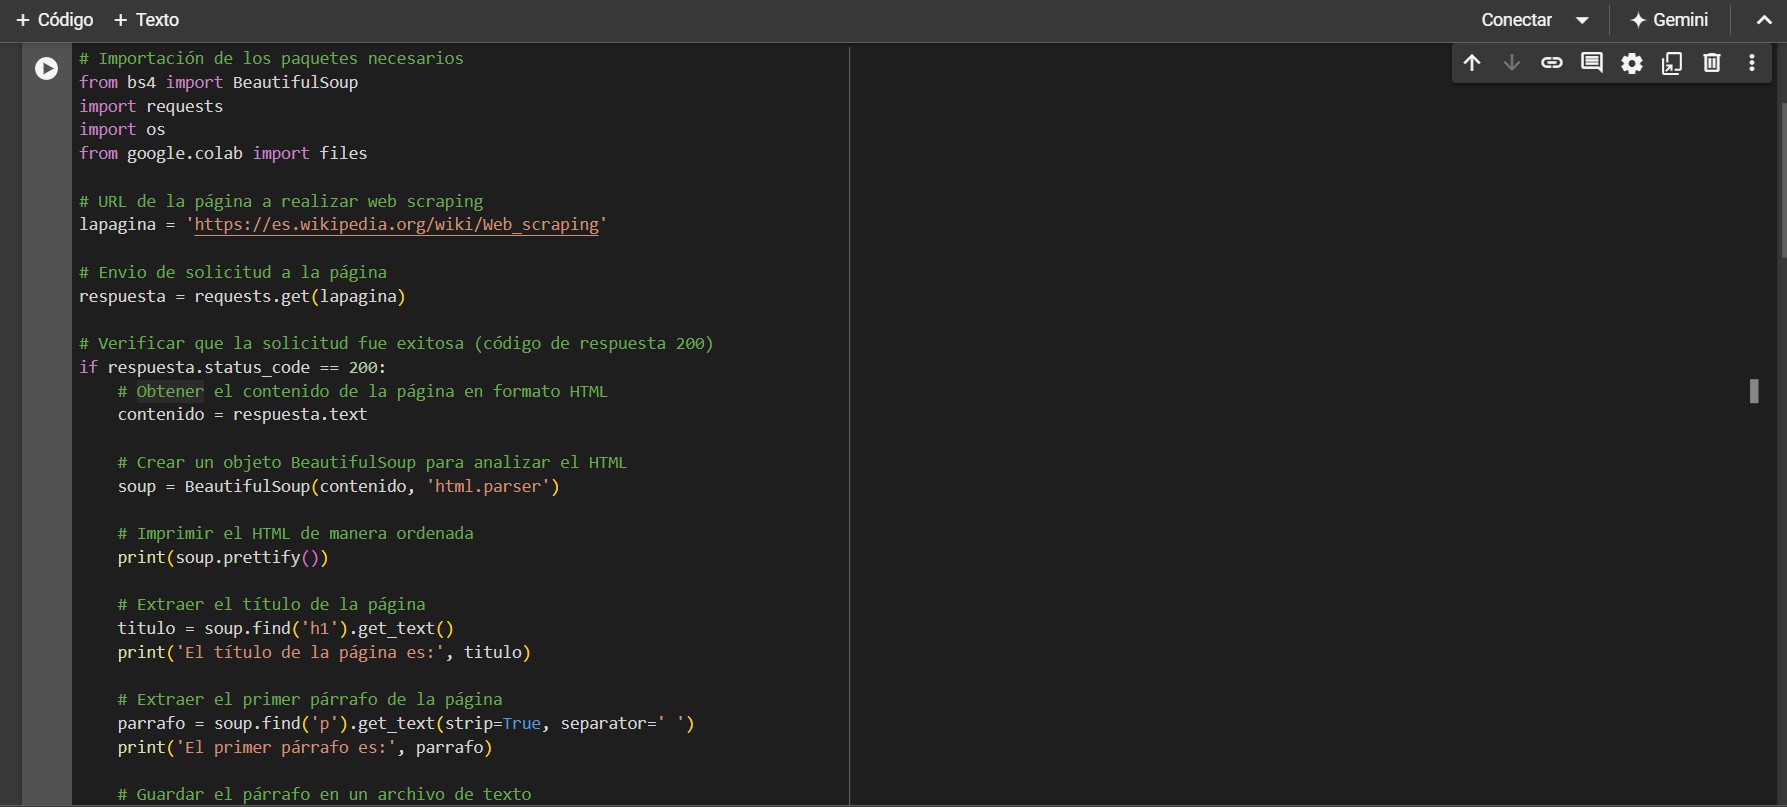 + Código + Texto
Conectar Gemini
# Importación de los paquetes necesarios
from bs4 import BeautifulSoup
import requests
import os
from google.colab import files
# URL de la página a realizar web scraping
lapagina = 'https://es.wikipedia.org/wiki/Web_scraping'
# Envio de solicitud a la página
respuesta = requests.get(lapagina)
# Verificar que la solicitud fue exitosa (código de respuesta 200)
if respuesta.status_code == 200:
    # Obtener el contenido de la página en formato HTML
    contenido = respuesta.text
    # Crear un objeto BeautifulSoup para analizar el HTML
    soup = BeautifulSoup(contenido, 'html.parser')
    # Imprimir el HTML de manera ordenada
    print(soup.prettify())
    # Extraer el título de la página
    titulo = soup.find('h1').get_text()
    print('El título de la página es:', titulo)
    # Extraer el primer párrafo de la página
    parrafo = soup.find('p').get_text(strip=True, separator=' ')
    print('El primer párrafo es:', parrafo)
    # Guardar el párrafo en un archivo de texto